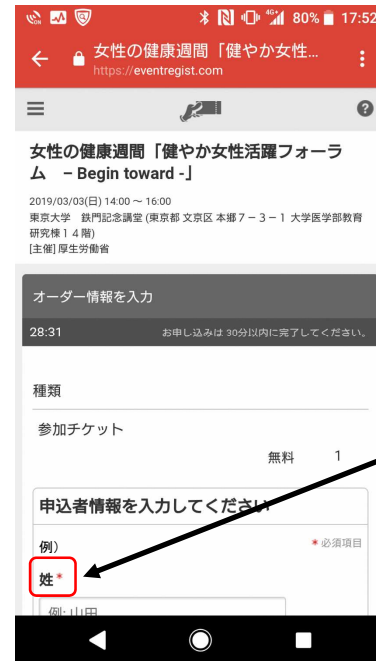 4G+ 80% 17:52
女性の健康週間「健やか女性...
https://eventregist.com
女性の健康週間「健やか女性活躍フォーラ
ム －Begin toward -」
2019/03/03(日) 14:00 ～ 16:00
東京大学 鉄門記念講堂 (東京都 文京区 本郷７－３－１ 大学医学部教育
研究棟１４階)
[主催] 厚生労働省
オーダー情報を入力
28:31 お申し込みは 30分以内に完了してください。
種類
参加チケット
無料 1
申込者情報を入力してください
例） *必須項目
姓*
例: 山田